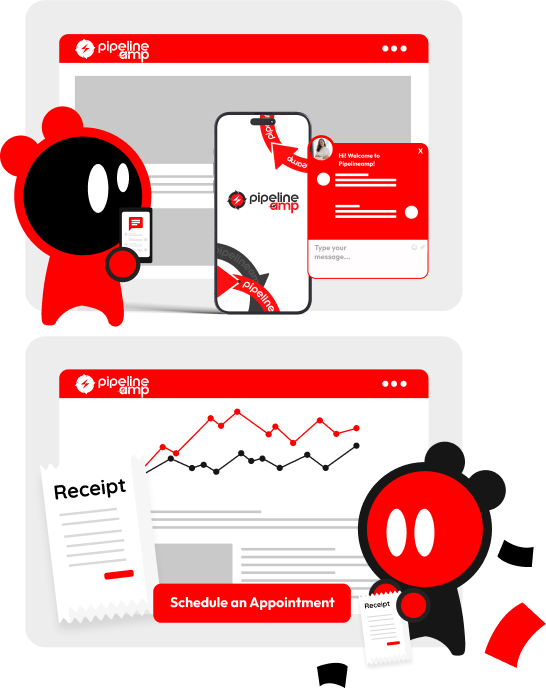 pipeline
amp
pipeline
amp
Hi! Welcome to
Pipelineamp!
X
pipeline
amp
Type your
message...
pipeline
pipeline
amp
Receipt
Schedule an Appointment
Receipt